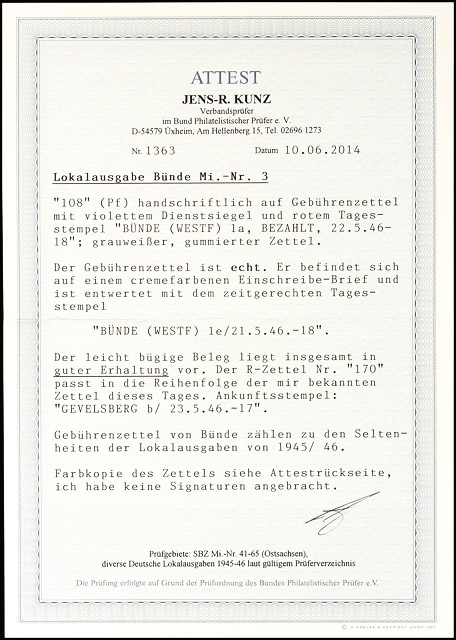 ATTEST
JENS-R. KUNZ
Verbandsprüfer
im Bund Philatelistischer Prüfer e. V.
D-54579 Üxheim, Am Hellenberg 15, Tel. 02696 1273
Nr. 1363 Datum 10.06.2014
Lokalausgabe Bünde Mi.-Nr. 3
"108" (Pf) handschriftlich auf Gebührenzettel
mit violettem Dienstsiegel und rotem Tages-
stempel "BÜNDE (WESTF) 1a, BEZAHLT, 22.5.46-
18"; grauweißer, gummierter Zettel.
Der Gebührenzettel ist echt. Er befindet sich
auf einem cremefarbenen Einschreibe-Brief und
ist entwertet mit dem zeitgerechten Tages-
stempel
"BÜNDE (WESTF) 1e/21.5.46.-18".
Der leicht bügige Beleg liegt insgesamt in
guter Erhaltung vor. Der R-Zettel Nr. "170"
passt in die Reihenfolge der mir bekannten
Zettel dieses Tages. Ankunftsstempel:
"GEVELSBERG b/ 23.5.46.-17".
Gebührenzettel von Bünde zählen zu den Selten-
heiten der Lokalausgaben von 1945/ 46.
Farbkopie des Zettels siehe Attestrückseite,
ich habe keine Signaturen angebracht.
Prüfgebiete: SBZ Mi.-Nr. 41-65 (Ostsachsen),
diverse Deutsche Lokalausgaben 1945-46 laut gültigem Prüferverzeichnis
Die Prüfung erfolgte auf Grund der Prüfordnung des Bundes Philatelistischer Prüfer e.V.